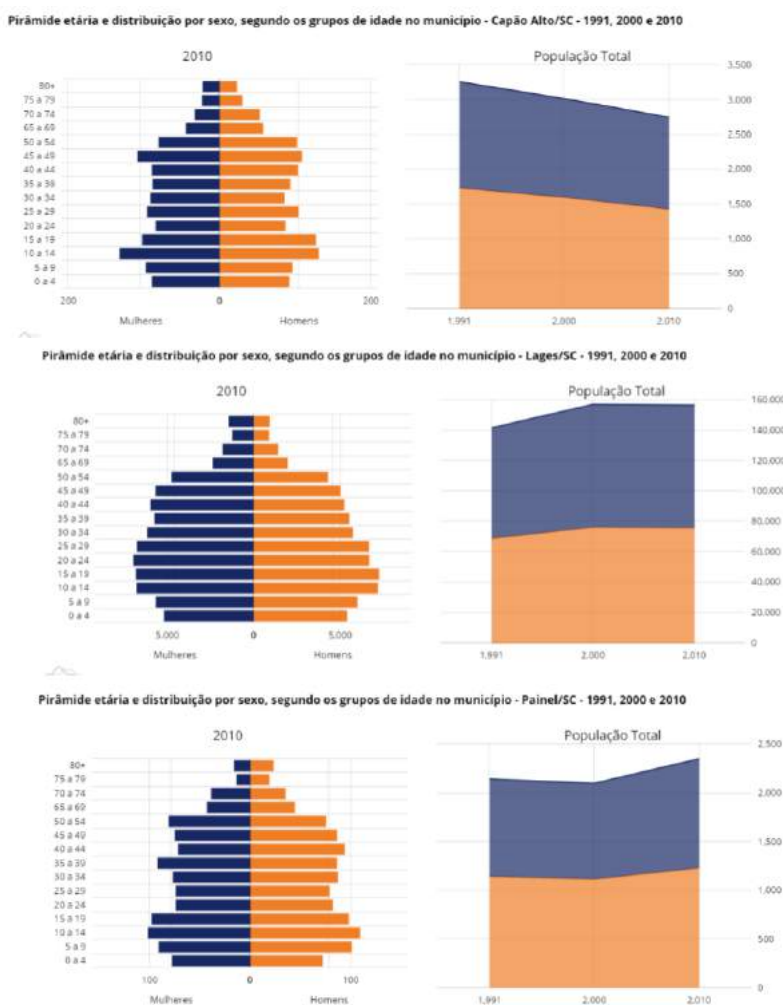 Pirâmide etária e distribuição por sexo, segundo os grupos de idade no município - Capão Alto/SC - 1991, 2000 e 2010
2010
80+
75 a 79
70 a 74
65 a 69
50 a 54
45 a 49
40 a 44
35 a 39
30 a 34
25 a 29
20 a 24
15 a 19
10 a 14
5 a 9
0 a 4
200 0 200
Mulheres Homens
População Total
3.500
3.000
2.500
2,000
1,500
1,000
500
0
1,991 2,000 2,010
Pirâmide etária e distribuição por sexo, segundo os grupos de idade no município - Lages/SC - 1991, 2000 e 2010
2010
80+
75 a 79
70 a 74
65 a 69
50 a 54
45 a 49
40 a 44
35 a 39
30 a 34
25 a 29
20 a 24
15 a 19
10 a 14
5 a 9
0 a 4
5.000 0 5.000
Mulheres Homens
População Total
160.000
140.000
120.000
100.000
80.000
60.000
40.000
20.000
0
1,991 2,000 2,010
Pirâmide etária e distribuição por sexo, segundo os grupos de idade no município - Painel/SC - 1991, 2000 e 2010
2010
80+
75 a 79
70 a 74
65 a 69
50 a 54
45 a 49
40 a 44
35 a 39
30 a 34
25 a 29
20 a 24
15 a 19
10 a 14
5 a 9
0 a 4
100 0 100
Mulheres Homens
População Total
2,500
2,000
1,500
1,000
500
0
1,991 2,000 2,010